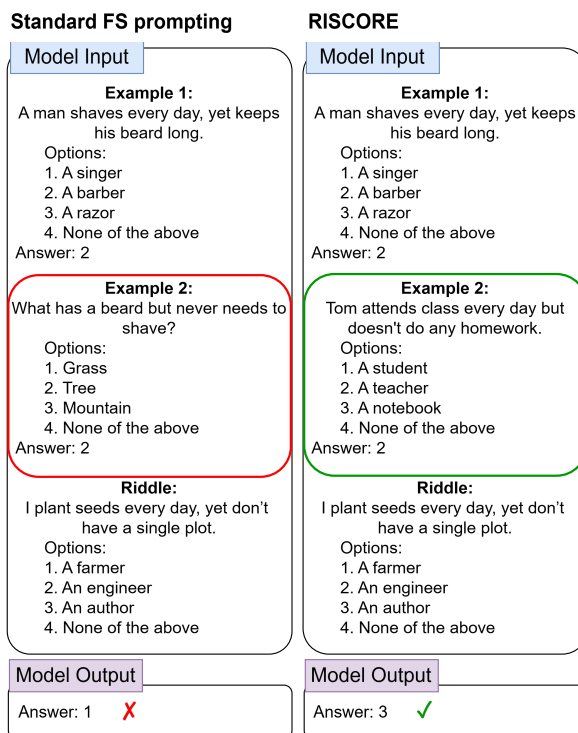 Standard FS prompting
Model Input
Example 1:
A man shaves every day, yet keeps
his beard long.
Options:
1. A singer
2. A barber
3. A razor
4. None of the above
Answer: 2
Example 2:
What has a beard but never needs to
shave?
Options:
1. Grass
2. Tree
3. Mountain
4. None of the above
Answer: 2
Riddle:
I plant seeds every day, yet don’t
have a single plot.
Options:
1. A farmer
2. An engineer
3. An author
4. None of the above
Model Output
Answer: 1 ✗
RISCORE
Model Input
Example 1:
A man shaves every day, yet keeps
his beard long.
Options:
1. A singer
2. A barber
3. A razor
4. None of the above
Answer: 2
Example 2:
Tom attends class every day but
doesn't do any homework.
Options:
1. A student
2. A teacher
3. A notebook
4. None of the above
Answer: 2
Riddle:
I plant seeds every day, yet don’t
have a single plot.
Options:
1. A farmer
2. An engineer
3. An author
4. None of the above
Model Output
Answer: 3 ✓